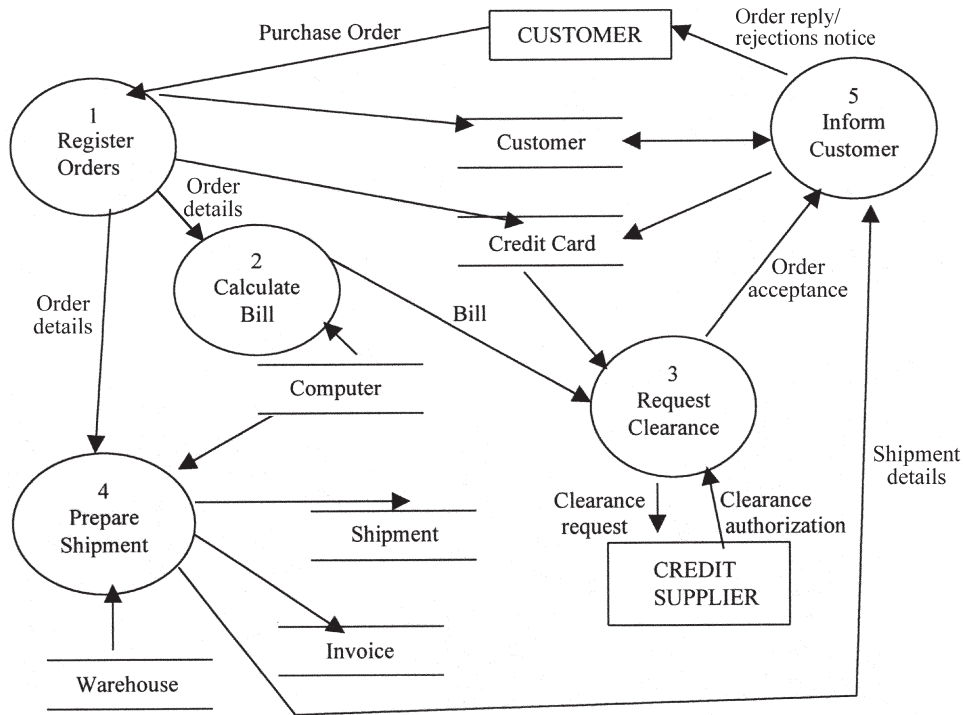 Purchase Order
CUSTOMER
Order reply/
rejections notice
1
Register
Orders
Customer
5
Inform
Customer
Order
details
Credit Card
2
Calculate
Bill
Order
details
Bill
Order
acceptance
Computer
3
Request
Clearance
4
Prepare
Shipment
Shipment
Clearance
request
Clearance
authorization
Shipment
details
CREDIT
SUPPLIER
Invoice
Warehouse